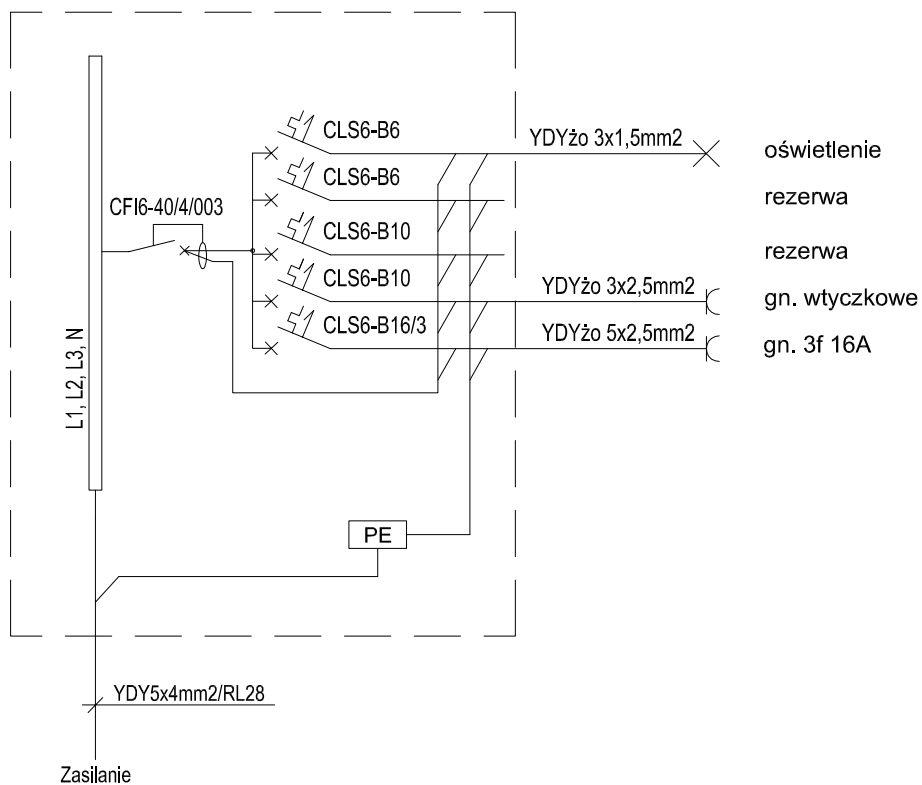 CLS6-B6
YDYżo 3x1,5mm2
oświetlenie
CLS6-B6
rezerwa
CFI6-40/4/003
CLS6-B10
rezerwa
CLS6-B10
YDYżo 3x2,5mm2
gn. wtyczkowe
CLS6-B16/3
YDYżo 5x2,5mm2
gn. 3f 16A
L1, L2, L3, N
PE
YDY5x4mm2/RL28
Zasilanie